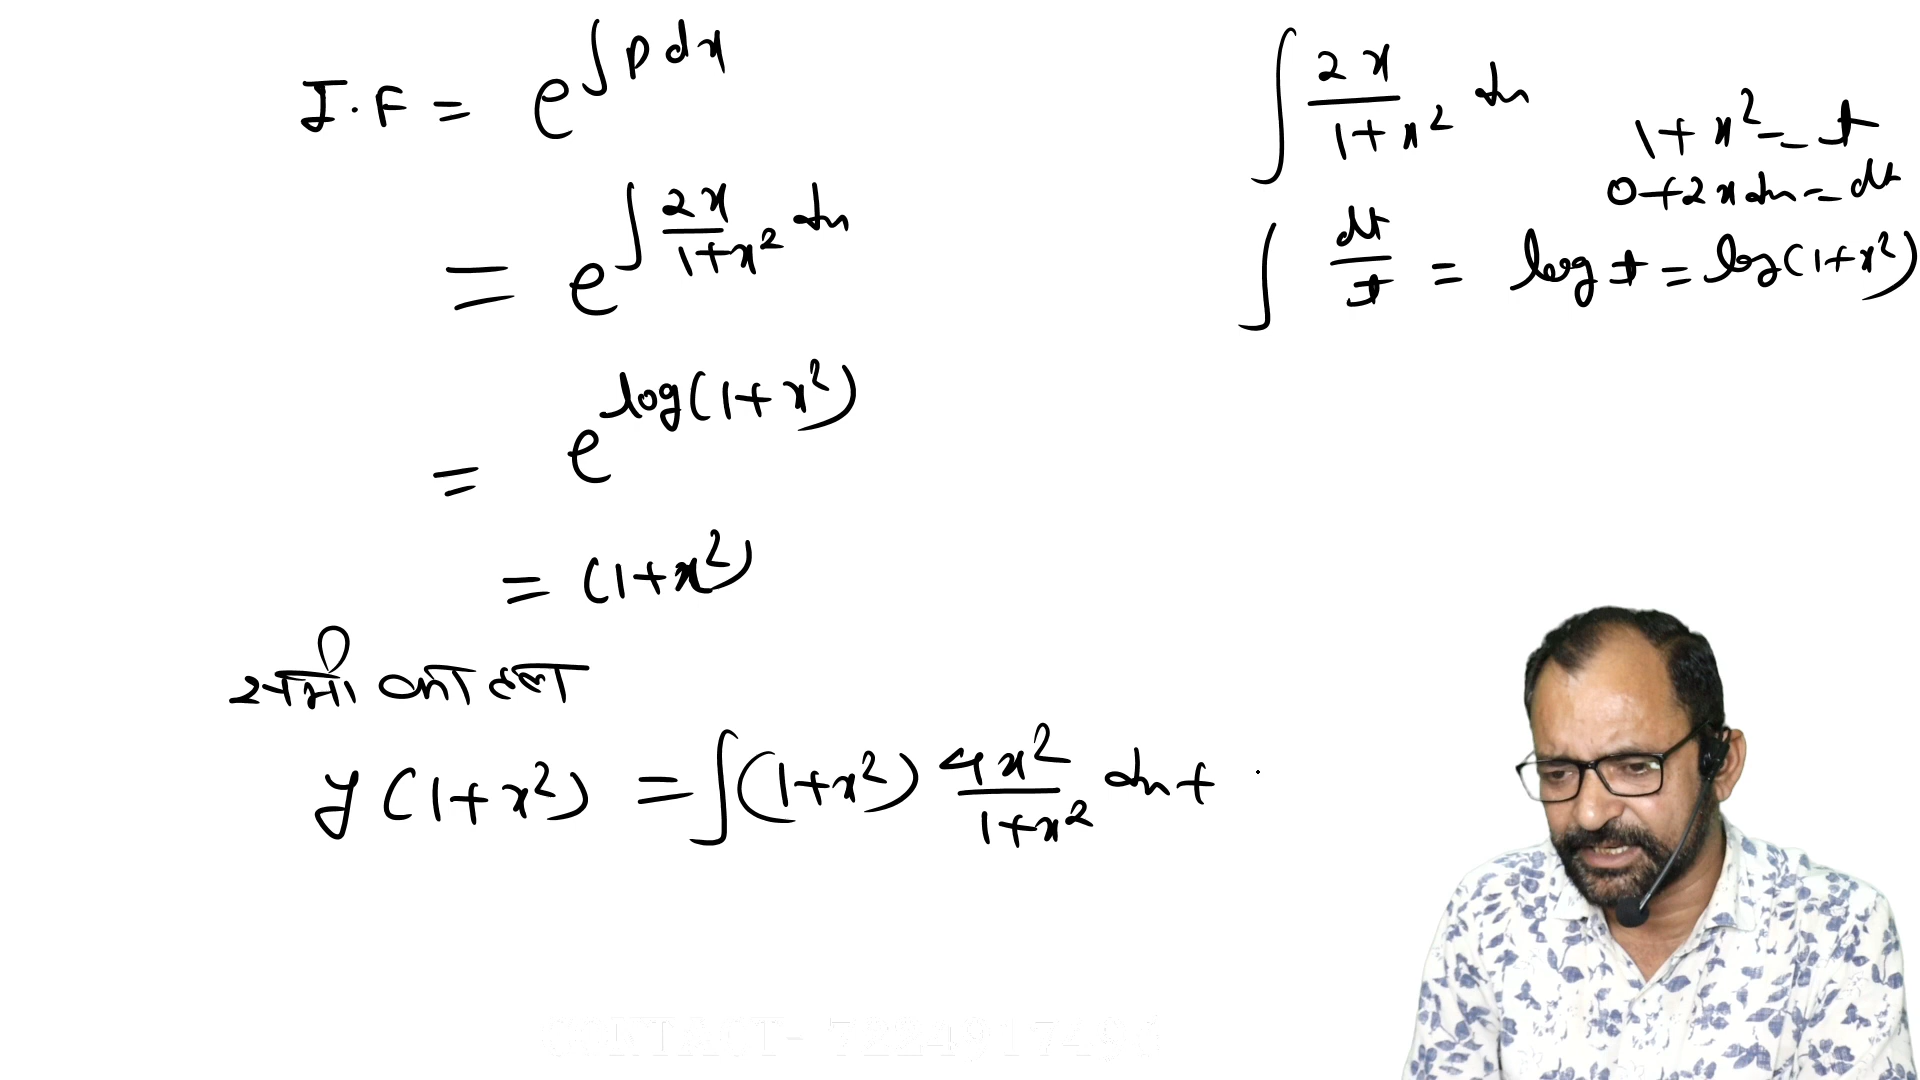 I.F = e^∫P dx
= e^∫2x/1+x² dx
= e^log(1+x²)
= (1+x²)
समी का हल
y(1+x²) = ∫(1+x²) 4x²/1+x² dx +
∫ 2x/1+x² dx
1+x² = t
0+2x dx = dt
∫ dt/t = log t = log(1+x²)